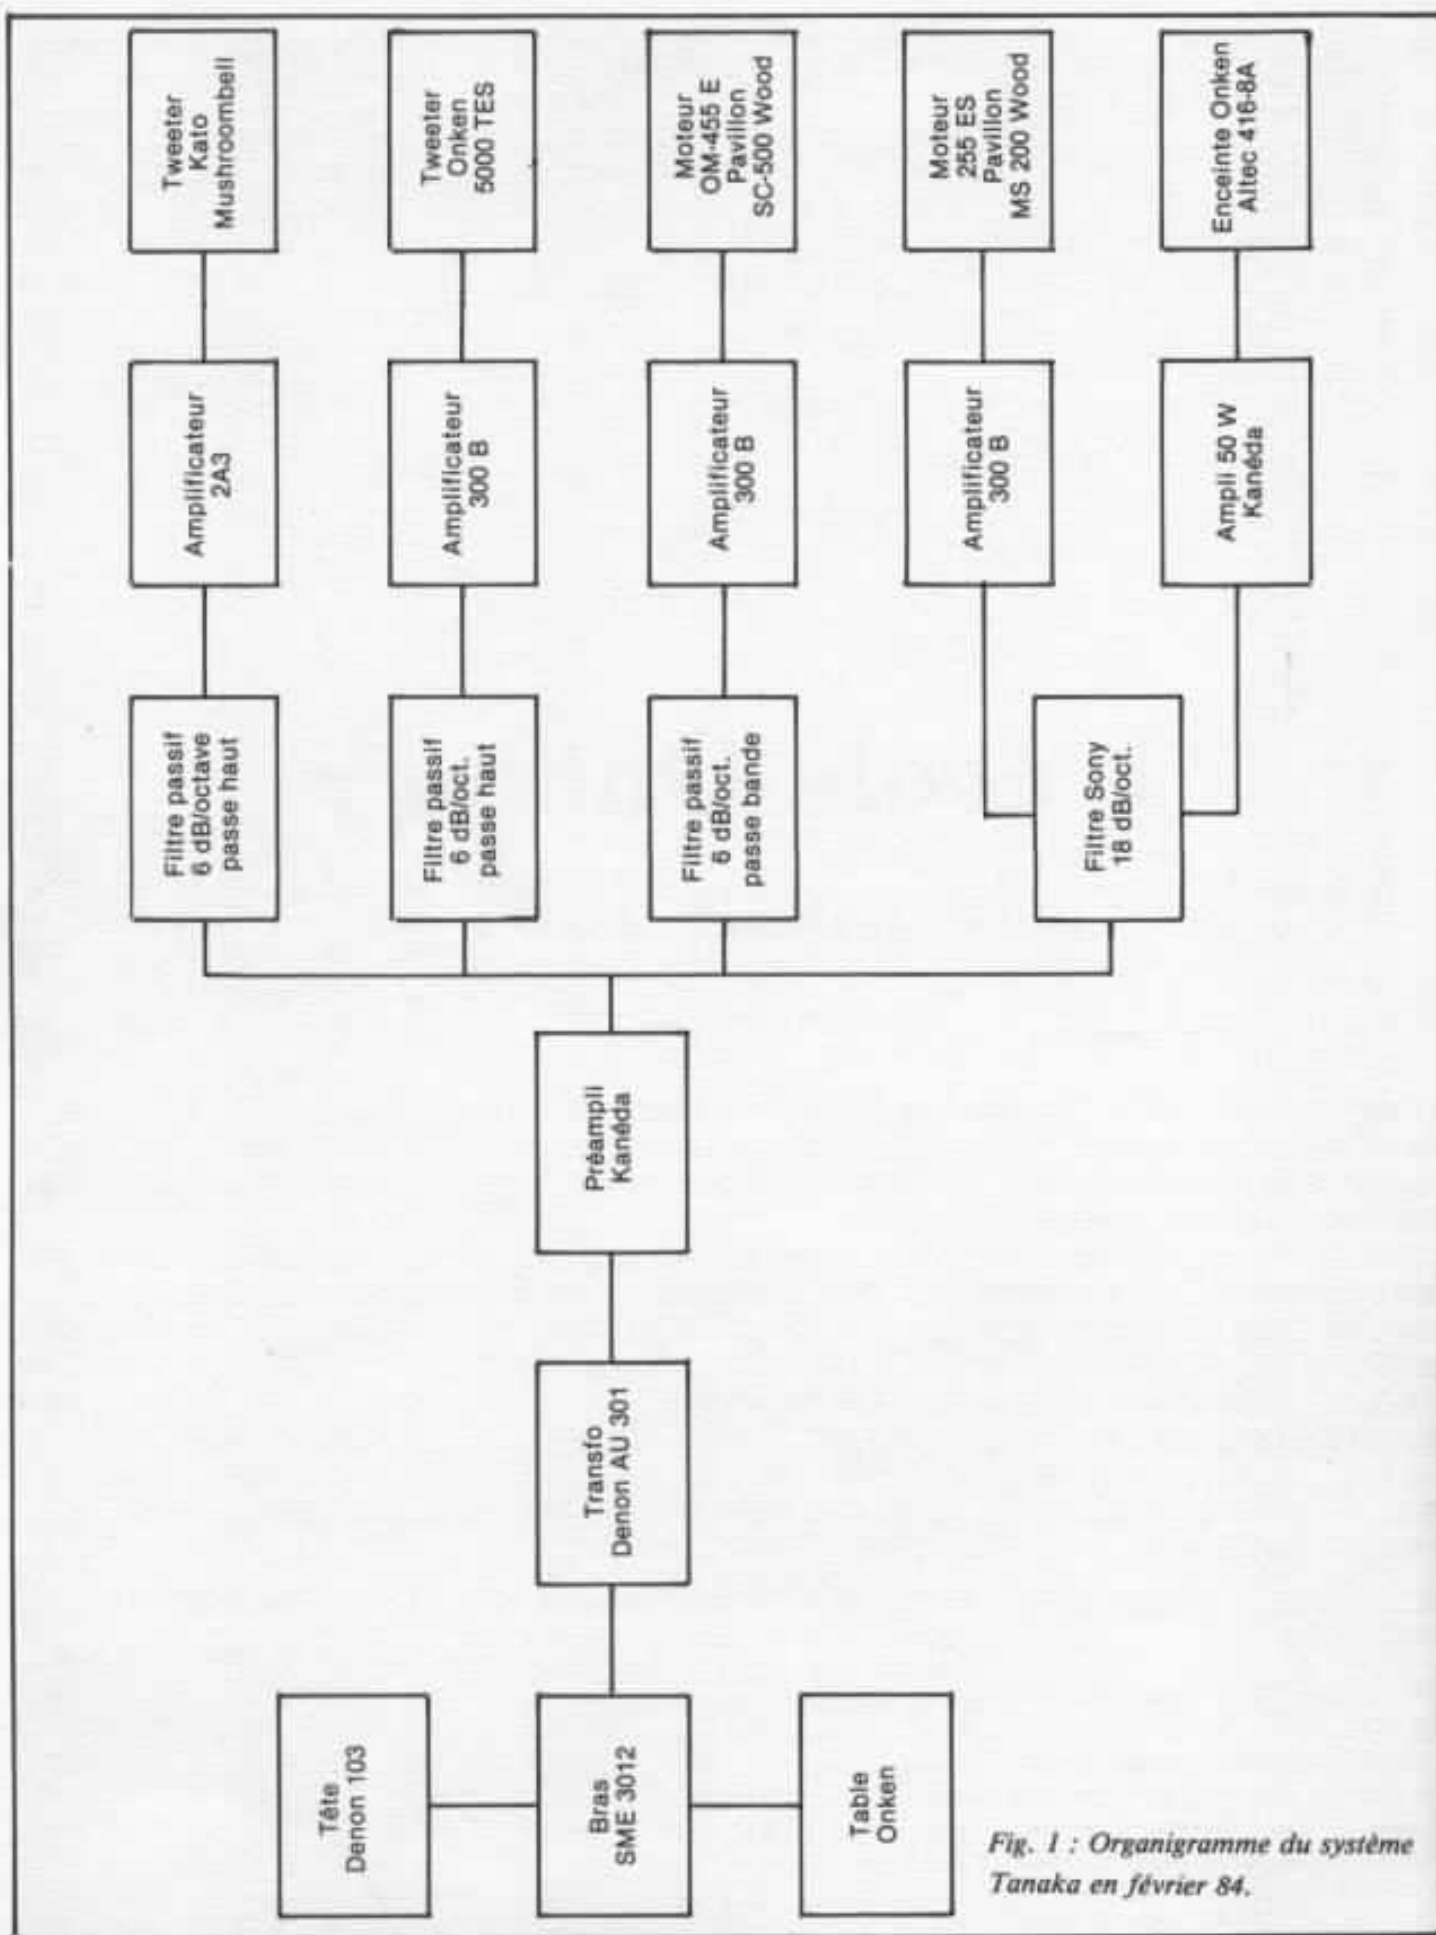 Tweeter
Kato
Mushroombell
Tweeter
Onken
5000 TES
Moteur
OM-455 E
Pavillon
SC-500 Wood
Moteur
255 ES
Pavillon
MS 200 Wood
Enceinte Onken
Altec 416-8A
Amplificateur
2A3
Amplificateur
300 B
Amplificateur
300 B
Amplificateur
300 B
Ampli 50 W
Kanéda
Filtre passif
6 dB/octave
passe haut
Filtre passif
6 dB/oct.
passe haut
Filtre passif
6 dB/oct.
passe bande
Filtre Sony
18 dB/oct.
Préampli
Kanéda
Transfo
Denon AU 301
Tête
Denon 103
Bras
SME 3012
Table
Onken
Fig. 1 : Organigramme du système
Tanaka en février 84.